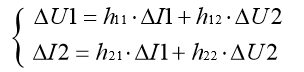 ΔU1 = h₁₁·ΔI1 + h₁₂·ΔU2
ΔI2 = h₂₁·ΔI1 + h₂₂·ΔU2